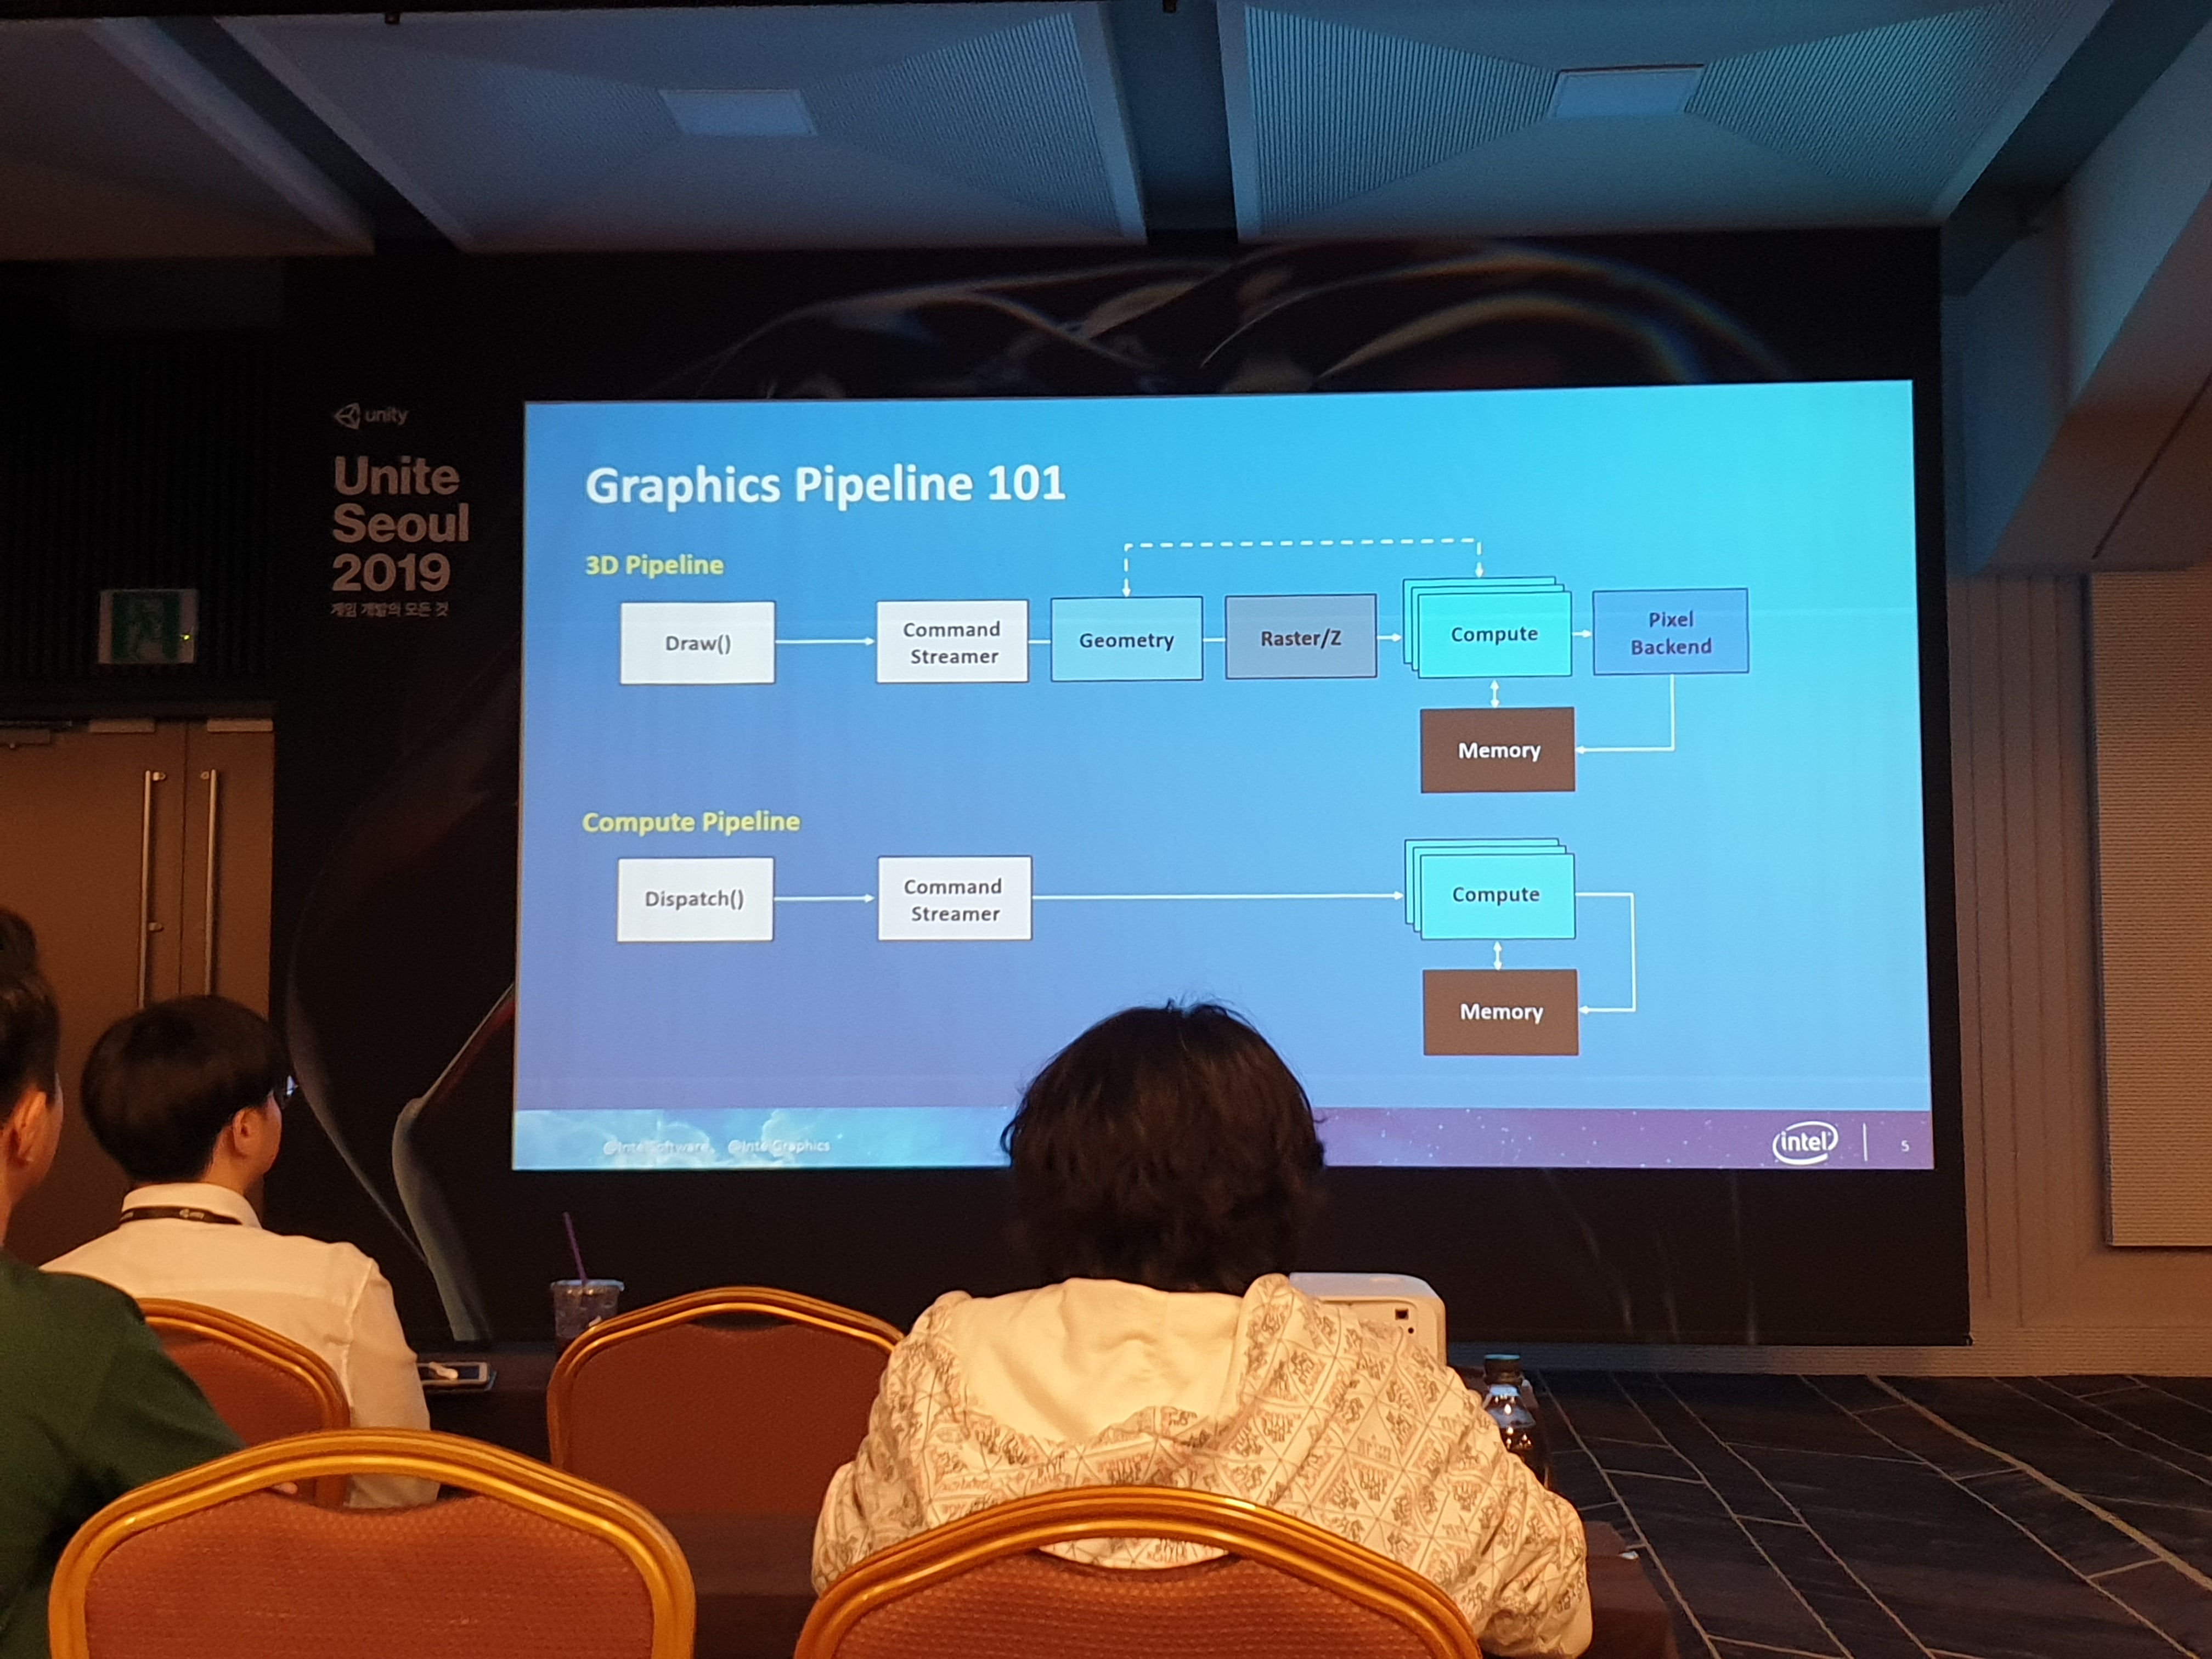 unity
Unite
Seoul
2019
게임 개발의 모든 것
Graphics Pipeline 101
3D Pipeline
Draw()
Command
Streamer
Geometry
Raster/Z
Compute
Pixel
Backend
Memory
Compute Pipeline
Dispatch()
Command
Streamer
Compute
Memory
@IntelSoftware @IntelGraphics
intel
5